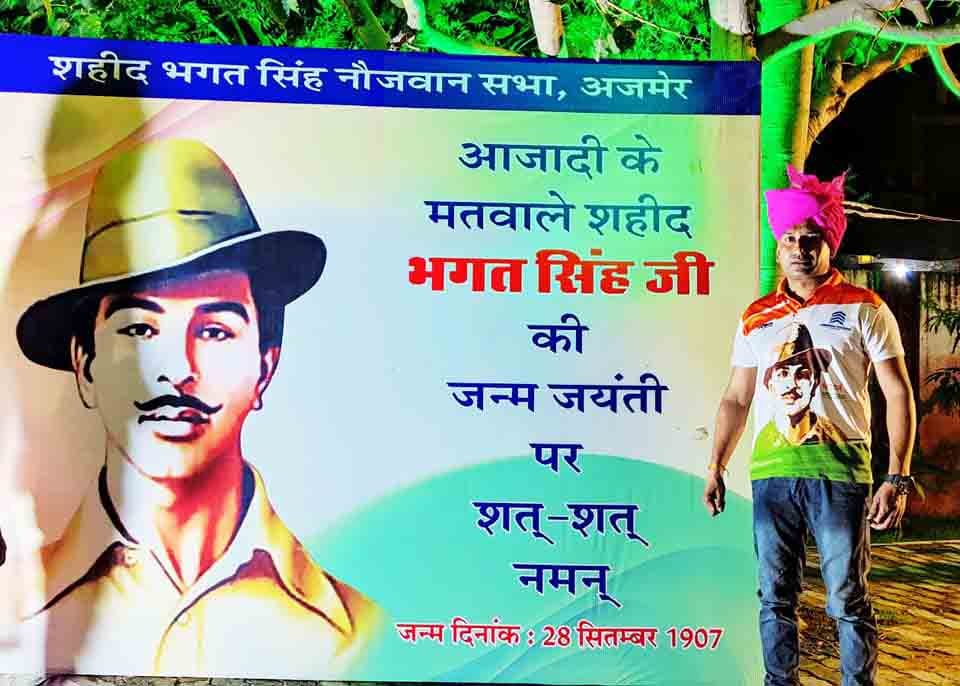 शहीद भगत सिंह नौजवान सभा, अजमेर
आजादी के
मतवाले शहीद
भगत सिंह जी
की
जन्म जयंती
पर
शत्-शत्
नमन्
जन्म दिनांक : 28 सितम्बर 1907